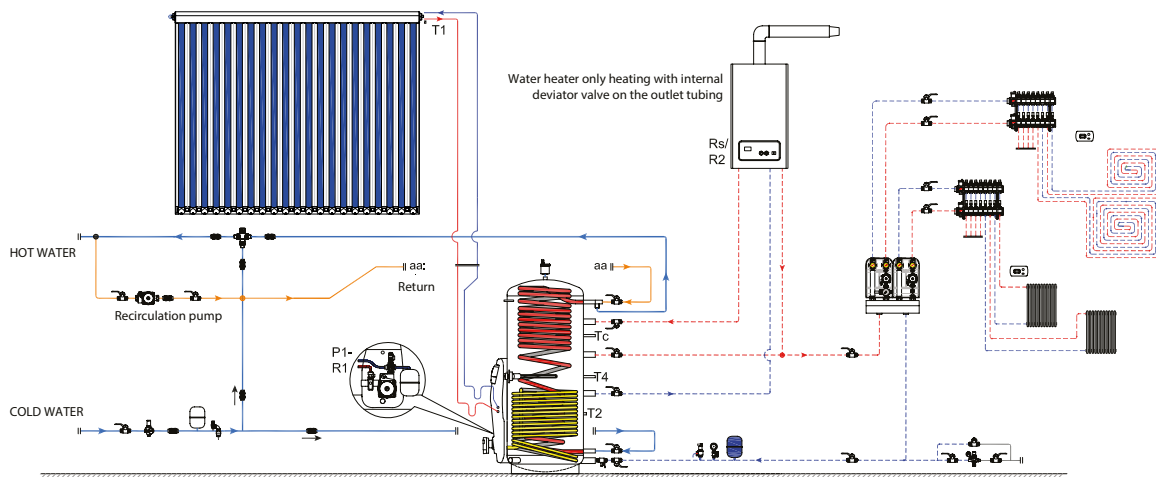 T1
Water heater only heating with internal
deviator valve on the outlet tubing
Rs/
R2
HOT WATER
aa:
Return
aa
Recirculation pump
Tc
P1-
R1
T4
COLD WATER
T2